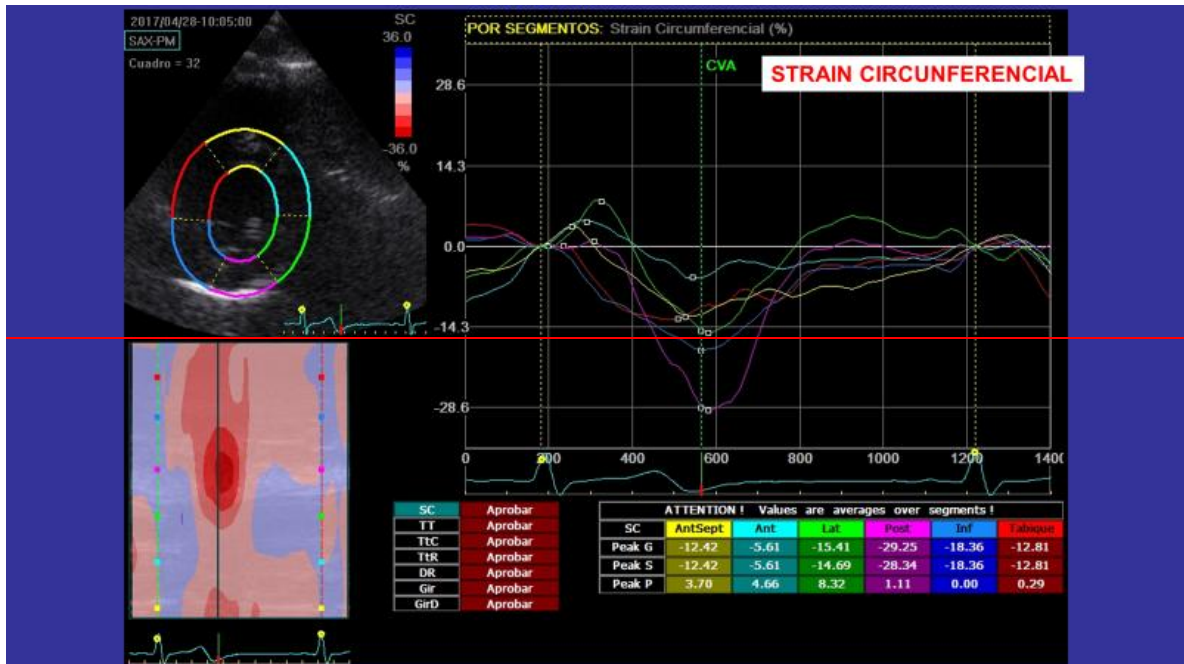 2017/04/28-10:05:00
SAX-PM
Cuadro = 32
SC
36.0
-36.0
%
POR SEGMENTOS: Strain Circumferencial (%)
CVA
STRAIN CIRCUNFERENCIAL
28.6
14.3
0.0
-14.3
-28.6
0 200 400 600 800 1000 1200 140
SC Aprobar
TT Aprobar
TtC Aprobar
TtR Aprobar
DR Aprobar
Gir Aprobar
GirD Aprobar
ATTENTION ! Values are averages over segments !
SC AntSept Ant Lat Post Inf Tabique
Peak G -12.42 -5.61 -15.41 -29.25 -18.36 -12.81
Peak S -12.42 -5.61 -14.69 -28.34 -18.36 -12.81
Peak P 3.70 4.66 8.32 1.11 0.00 0.29